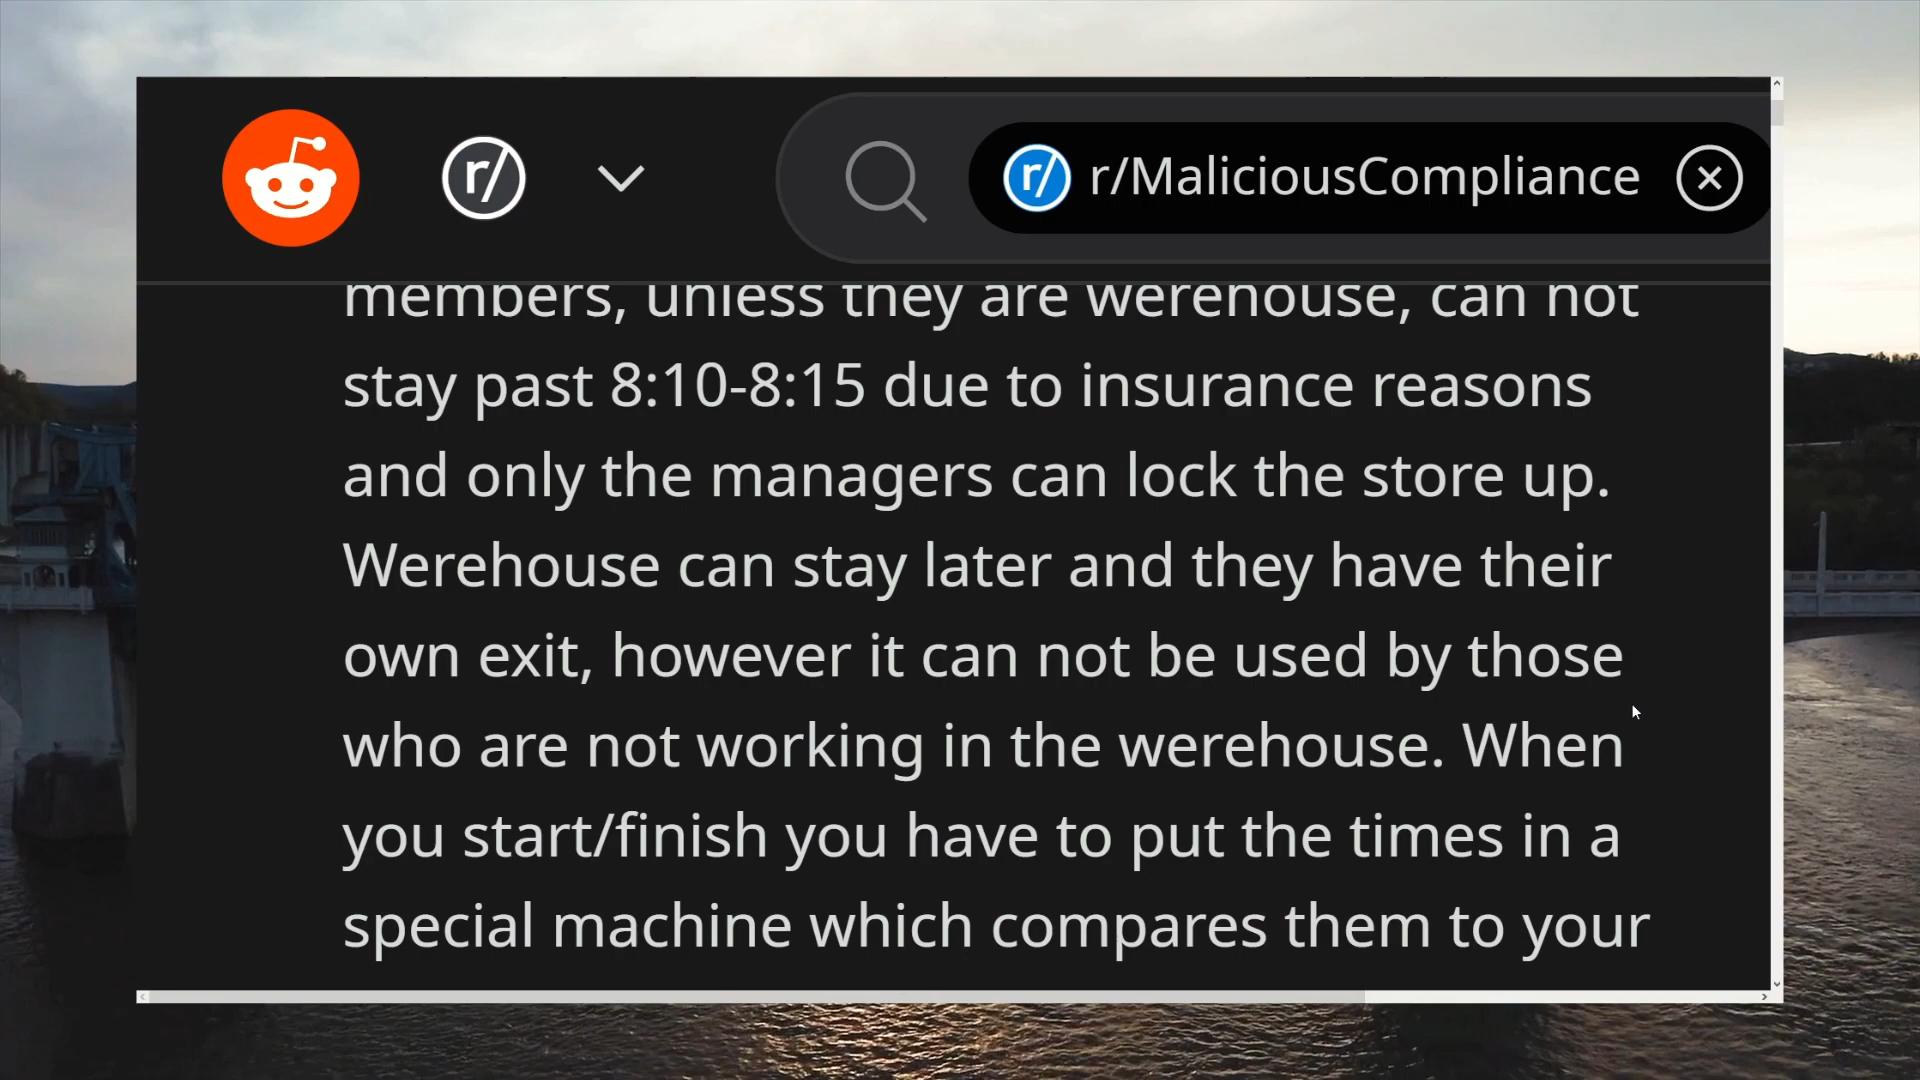 r/
r/ r/MaliciousCompliance
members, unless they are werehouse, can not
stay past 8:10-8:15 due to insurance reasons
and only the managers can lock the store up.
Werehouse can stay later and they have their
own exit, however it can not be used by those
who are not working in the werehouse. When
you start/finish you have to put the times in a
special machine which compares them to your